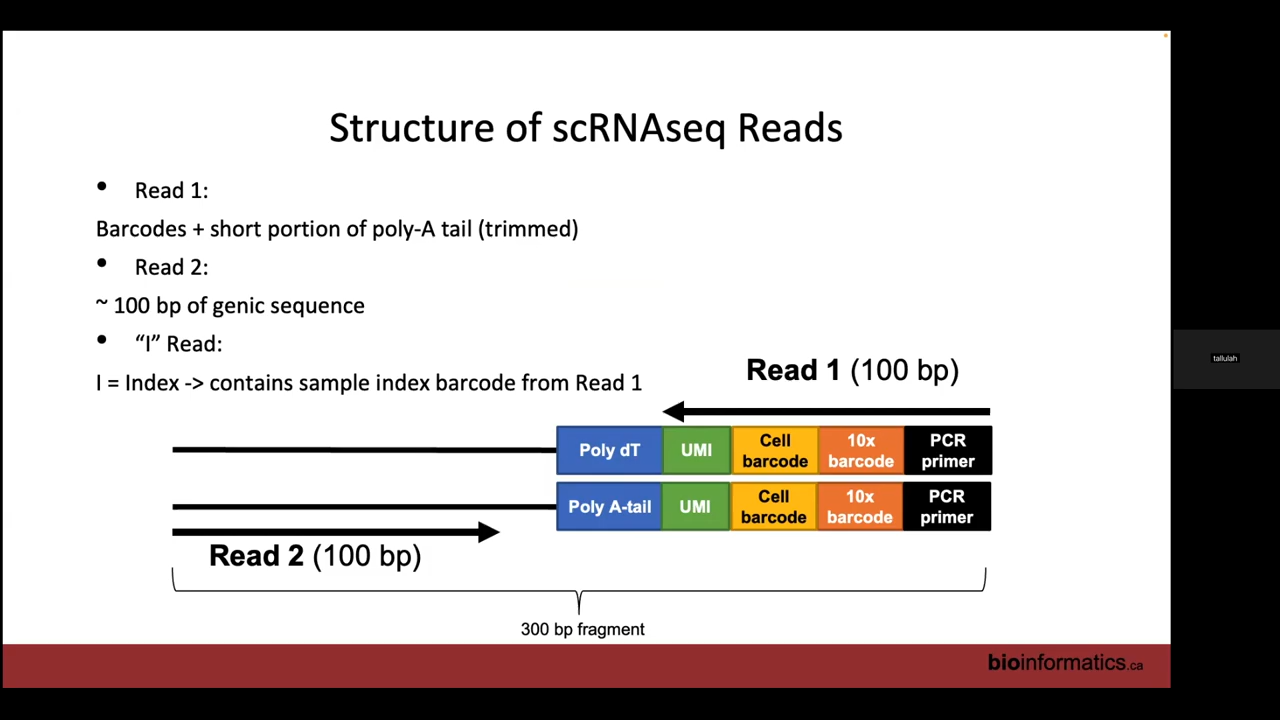 Structure of scRNAseq Reads
• Read 1:
Barcodes + short portion of poly-A tail (trimmed)
• Read 2:
~ 100 bp of genic sequence
• “I” Read:
I = Index -> contains sample index barcode from Read 1
Read 1 (100 bp)
Poly dT UMI Cell barcode 10x barcode PCR primer
Poly A-tail UMI Cell barcode 10x barcode PCR primer
Read 2 (100 bp)
300 bp fragment
bioinformatics.ca
tallulah